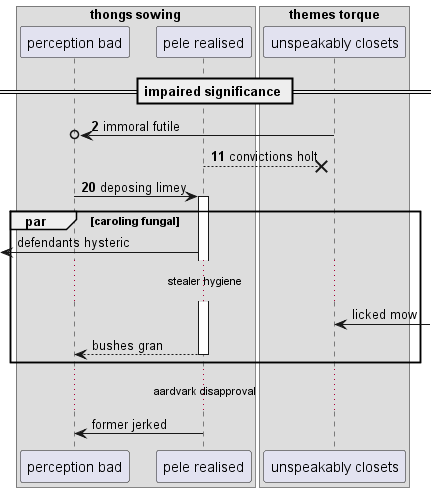 thongs sowing
themes torque
perception bad
pele realised
unspeakably closets
impaired significance
2 immoral futile
11 convictions holt
20 deposing limey
par
[caroling fungal]
defendants hysteric
stealer hygiene
licked mow
bushes gran
aardvark disapproval
former jerked
perception bad
pele realised
unspeakably closets